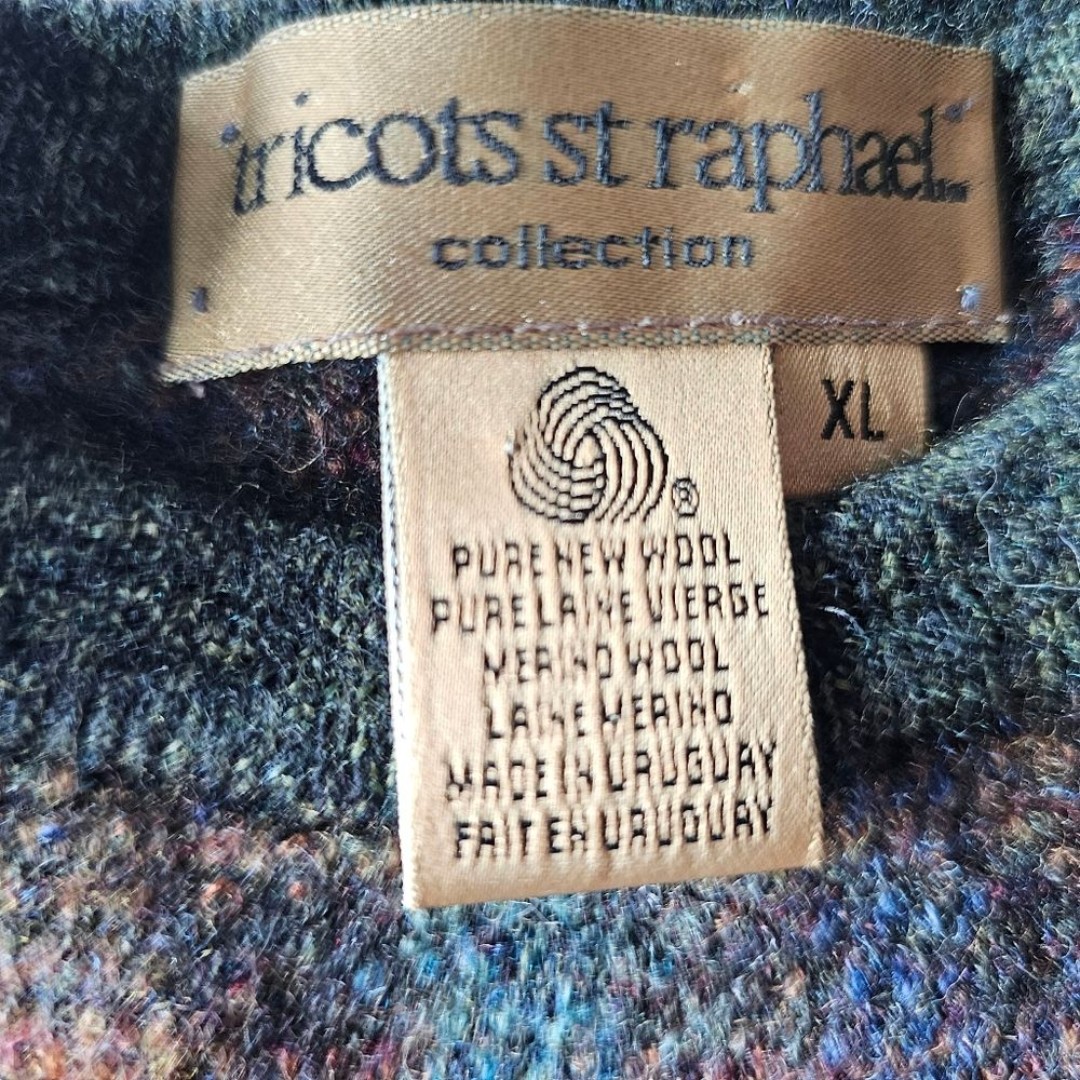 "tricots st raphael"™
collection
XL
®
PURE NEW WOOL
PURE LAINE VIERGE
MERINO WOOL
LAINE MERINO
MADE IN URUGUAY
FAIT EN URUGUAY